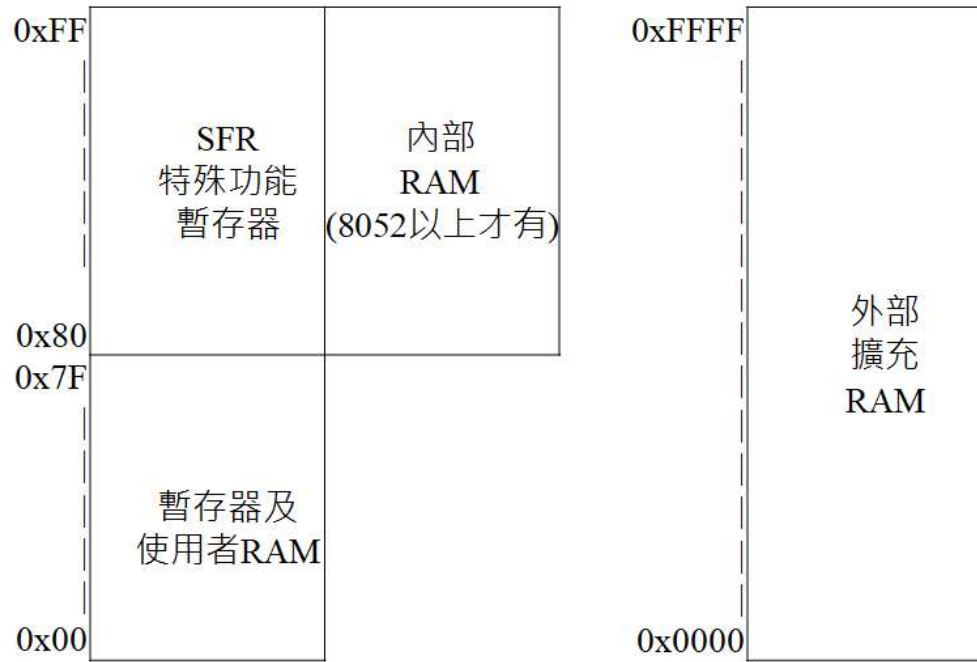 0xFF
SFR
特殊功能
暫存器
內部
RAM
(8052以上才有)
0x80
0x7F
暫存器及
使用者RAM
0x00
0xFFFF
外部
擴充
RAM
0x0000